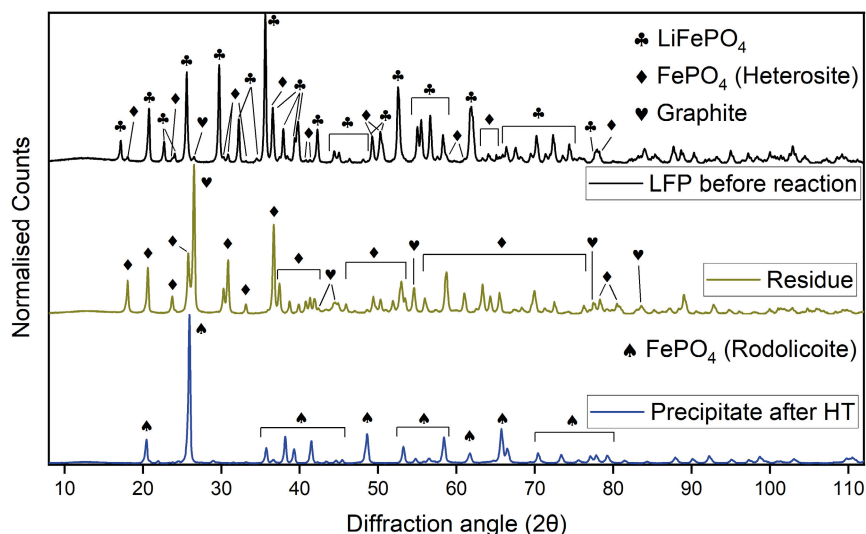 ♣ LiFePO₄
♦ FePO₄ (Heterosite)
♥ Graphite
LFP before reaction
Residue
♠ FePO₄ (Rodolicoite)
Precipitate after HT
Normalised Counts
10 20 30 40 50 60 70 80 90 100 110
Diffraction angle (2θ)